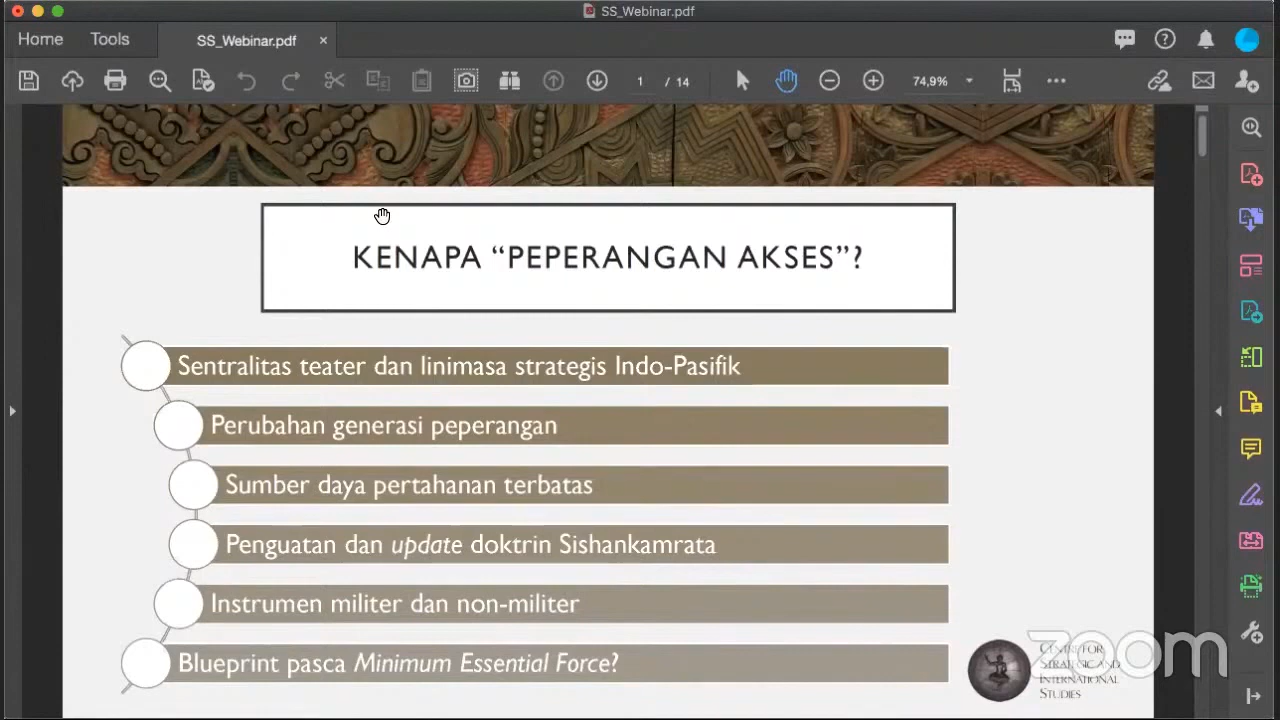 SS_Webinar.pdf
Home
Tools
SS_Webinar.pdf
×
1 / 14
74,9%
KENAPA “PEPERANGAN AKSES”?
Sentralitas teater dan linimasa strategis Indo-Pasifik
Perubahan generasi peperangan
Sumber daya pertahanan terbatas
Penguatan dan update doktrin Sishankamrata
Instrumen militer dan non-militer
Blueprint pasca Minimum Essential Force?
CENTRE FOR
STRATEGIC AND
INTERNATIONAL
STUDIES
zoom